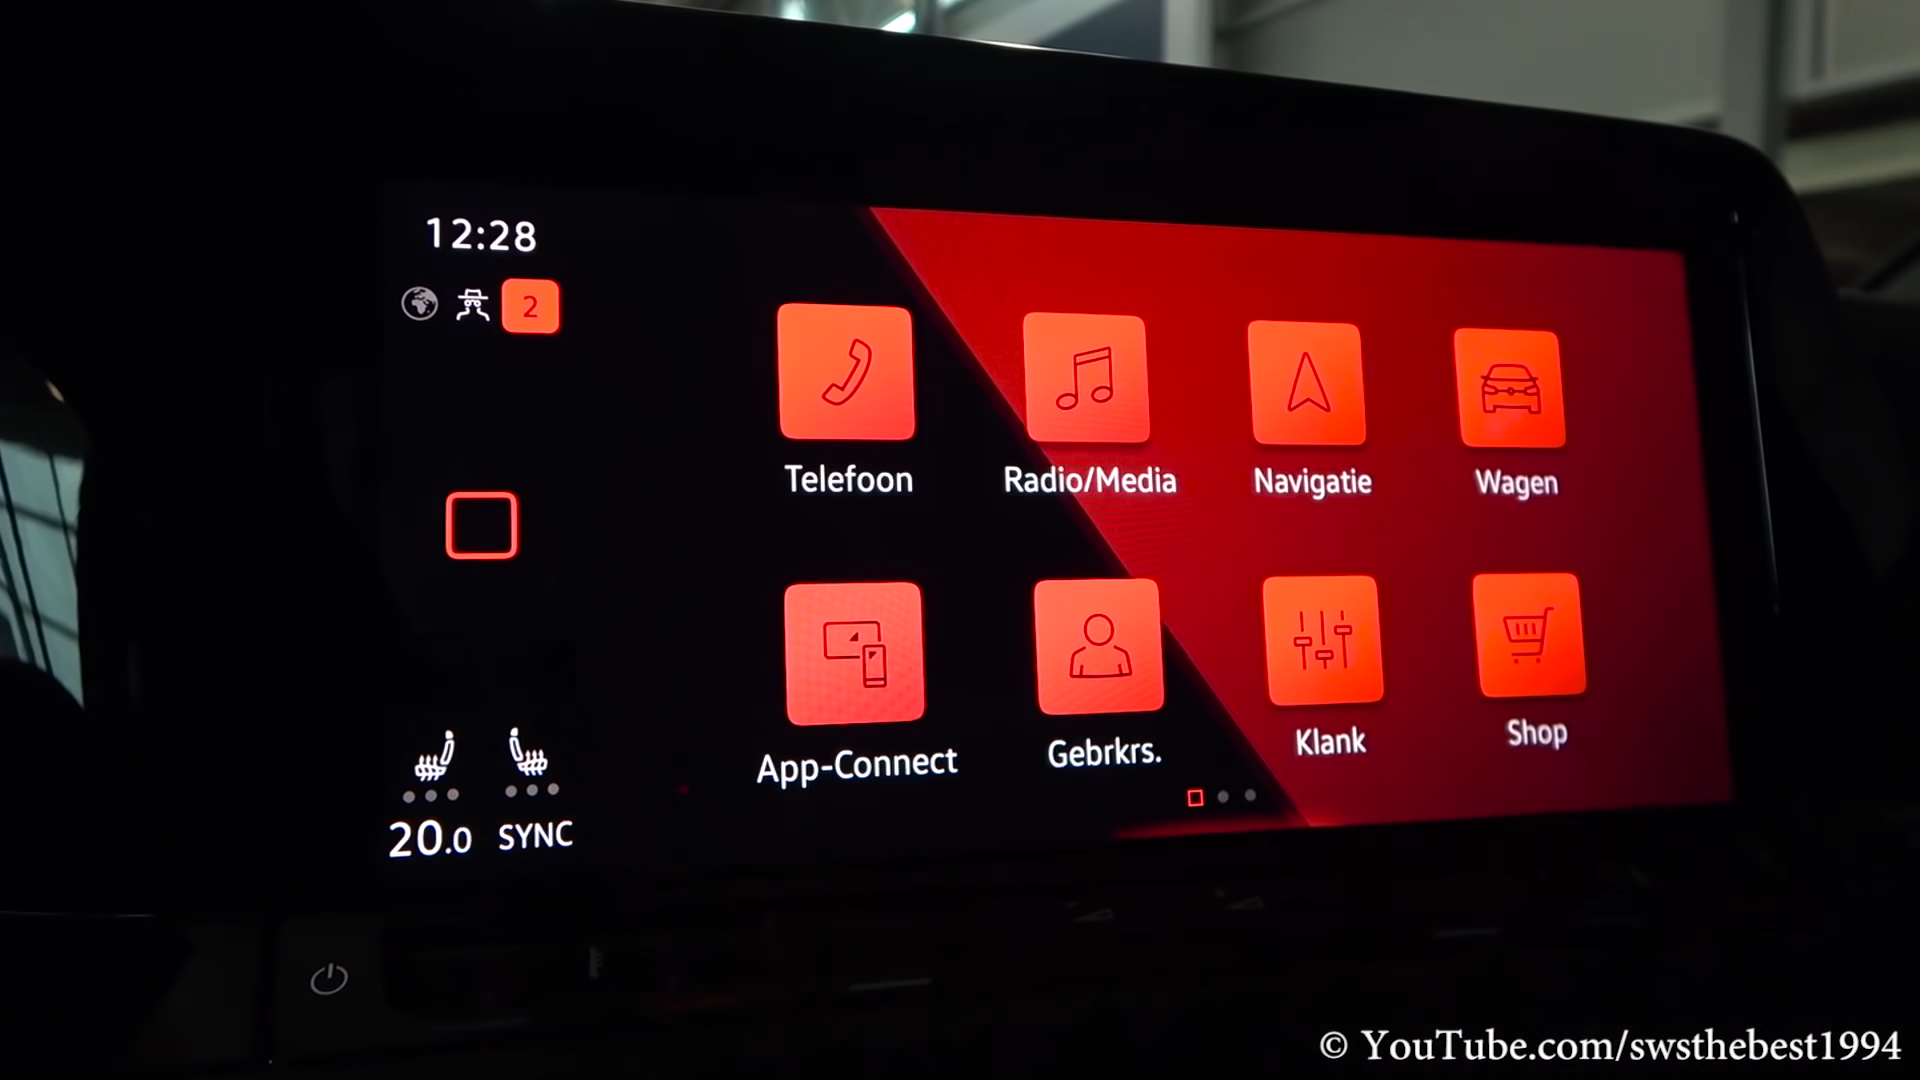 12:28
2
Telefoon
Radio/Media
Navigatie
Wagen
App-Connect
Gebrkrs.
Klank
Shop
20.0
SYNC
© YouTube.com/swsthebest1994